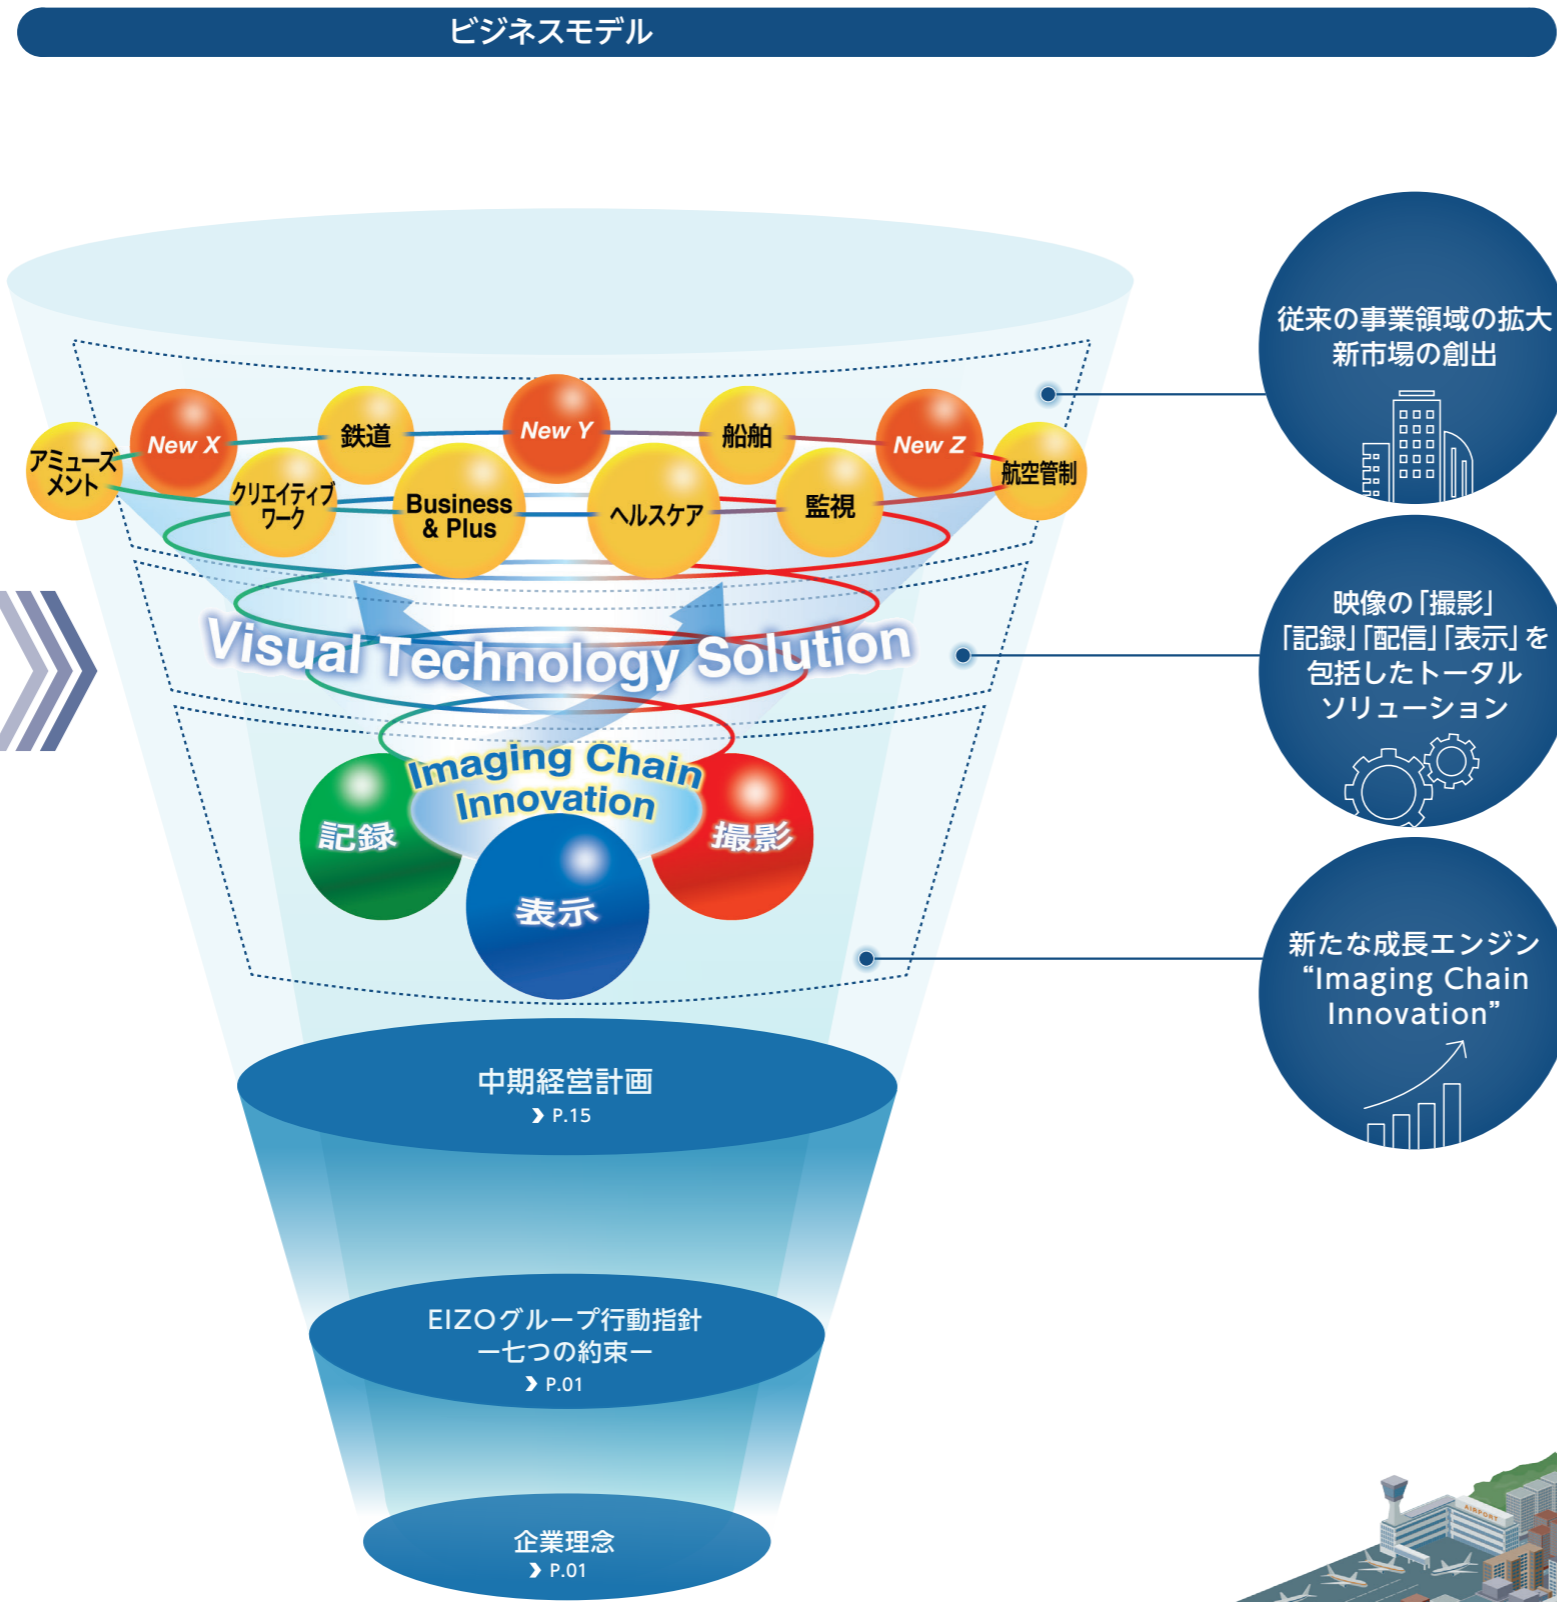 ビジネスモデル
従来の事業領域の拡大
新市場の創出
New X
鉄道
New Y
船舶
New Z
アミューズ
メント
クリエイティブ
ワーク
Business
& Plus
ヘルスケア
監視
航空管制
映像の「撮影」
「記録」「配信」「表示」を
包括したトータル
ソリューション
Visual Technology Solution
Imaging Chain
Innovation
記録
表示
撮影
新たな成長エンジン
“Imaging Chain
Innovation”
中期経営計画
❯ P.15
EIZOグループ行動指針
ー七つの約束ー
❯ P.01
企業理念
❯ P.01
AIRPORT